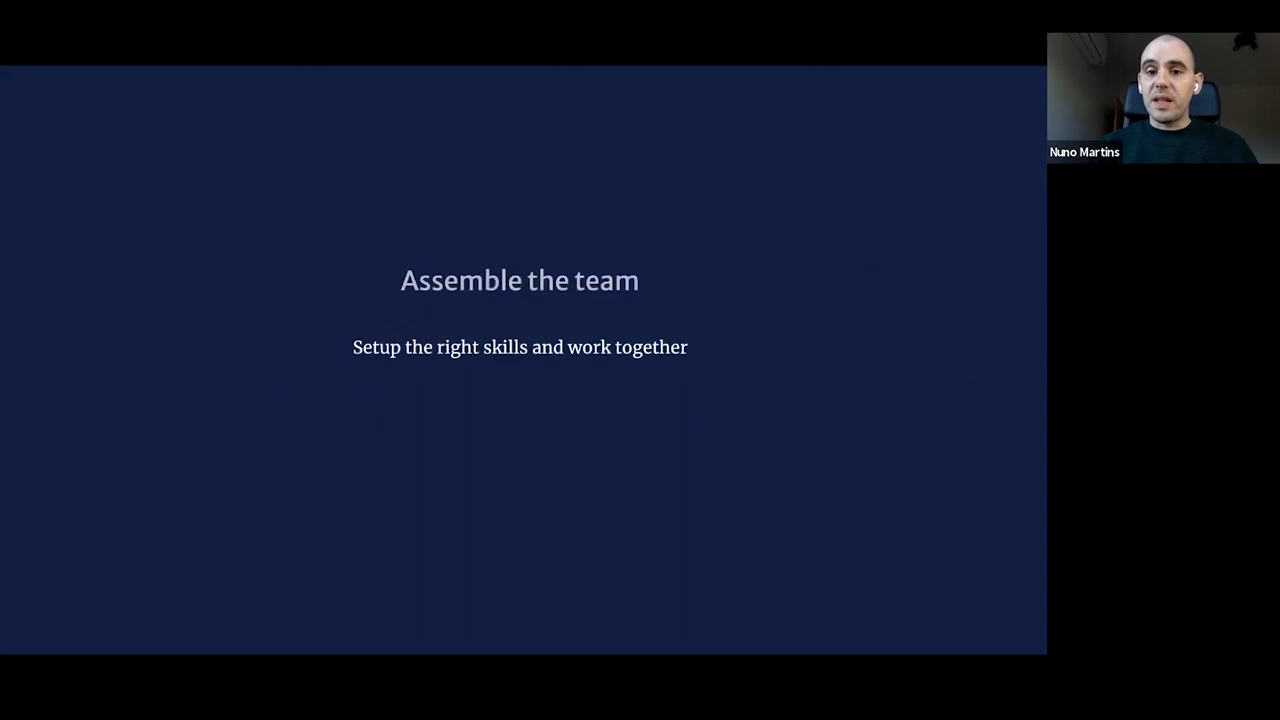 Assemble the team
Setup the right skills and work together
Nuno Martins